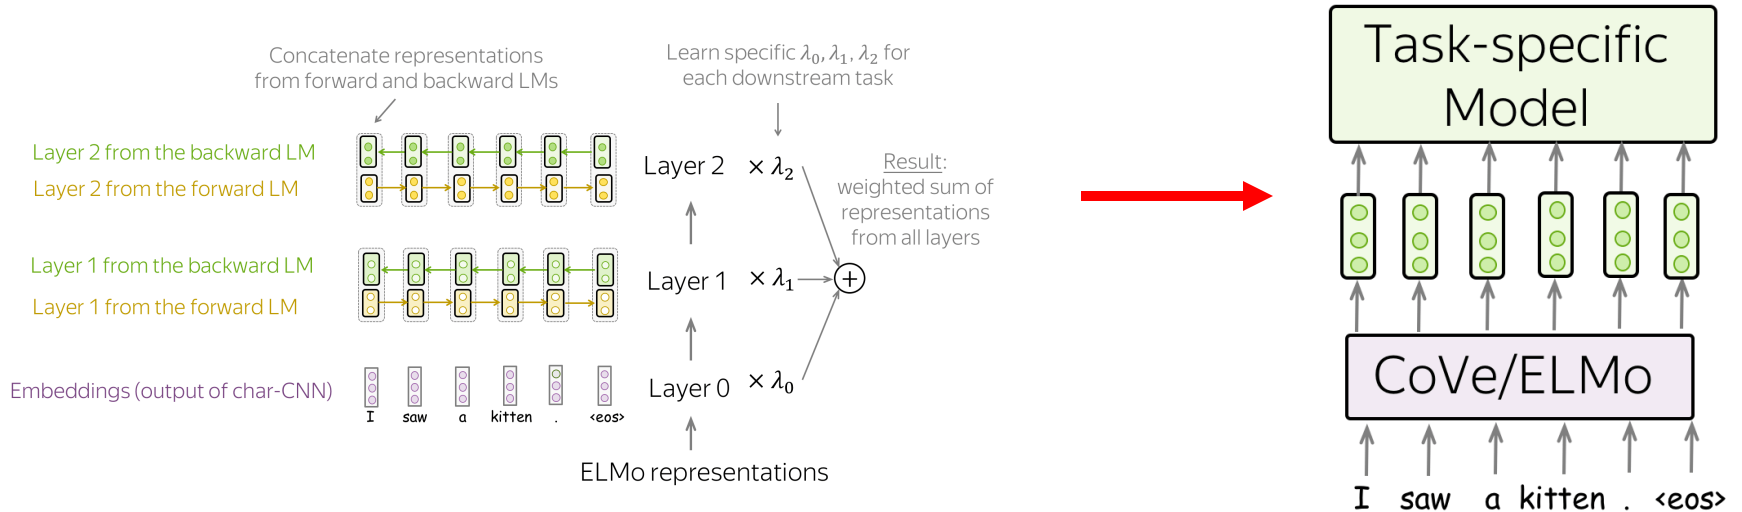 Concatenate representations
from forward and backward LMs
Learn specific λ₀, λ₁, λ₂ for
each downstream task
Layer 2 from the backward LM
Layer 2 from the forward LM
Layer 2 × λ₂
Result:
weighted sum of
representations
from all layers
Layer 1 from the backward LM
Layer 1 from the forward LM
Layer 1 × λ₁
+
Embeddings (output of char-CNN)
I saw a kitten . <eos>
Layer 0 × λ₀
ELMo representations
Task-specific
Model
CoVe/ELMo
I saw a kitten . <eos>